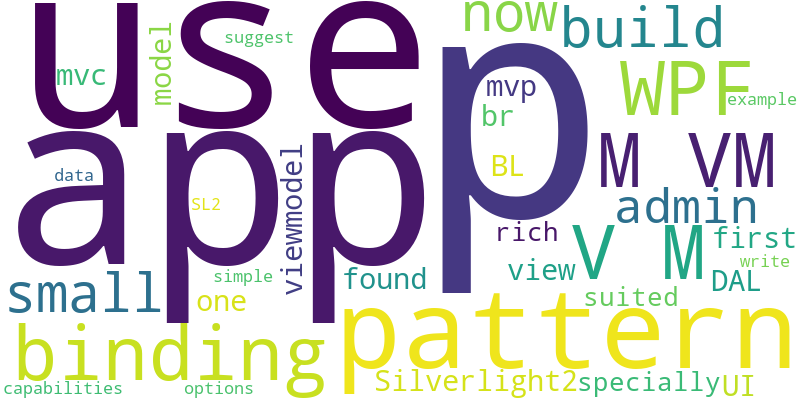 use
p
now
build
suggest
model
mvc
WPF
mvp
example
br
app
M VM
viewmodel
BL
data
SL2
admin
rich
V M
first
view
write
simple
found
DAL
small
one
suited
pattern
binding
Silverlight2
specially
UI
capabilities
options